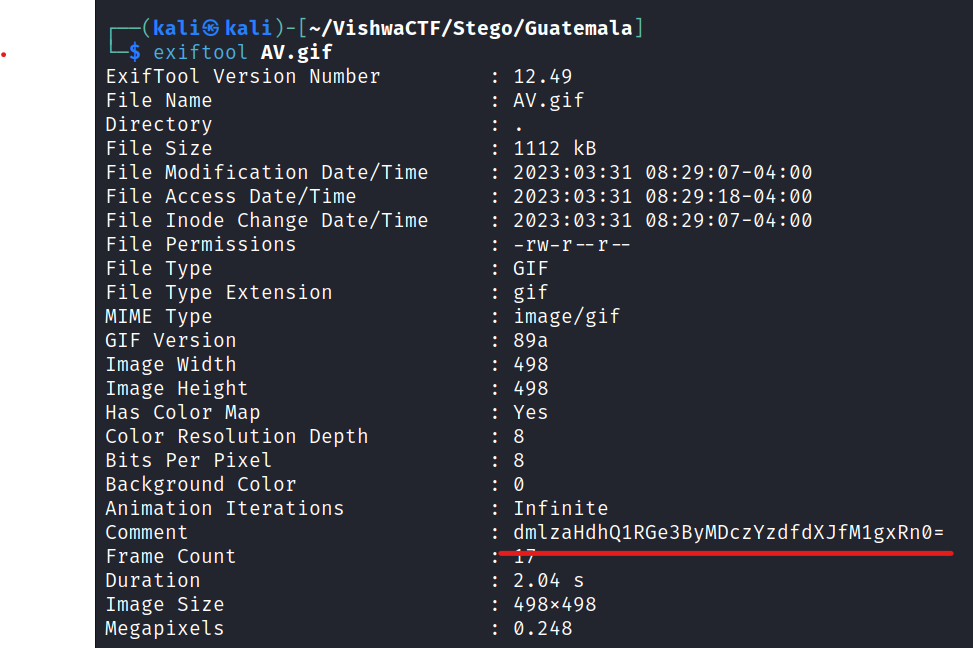 ┌──(kali㉿kali)-[~/VishwaCTF/Stego/Guatemala]
└─$ exiftool AV.gif
ExifTool Version Number : 12.49
File Name : AV.gif
Directory : .
File Size : 1112 kB
File Modification Date/Time : 2023:03:31 08:29:07-04:00
File Access Date/Time : 2023:03:31 08:29:18-04:00
File Inode Change Date/Time : 2023:03:31 08:29:07-04:00
File Permissions : -rw-r--r--
File Type : GIF
File Type Extension : gif
MIME Type : image/gif
GIF Version : 89a
Image Width : 498
Image Height : 498
Has Color Map : Yes
Color Resolution Depth : 8
Bits Per Pixel : 8
Background Color : 0
Animation Iterations : Infinite
Comment : dmlzaHdhQ1RGe3ByMDczYzdfdXJfM1gxRn0=
Frame Count : 17
Duration : 2.04 s
Image Size : 498×498
Megapixels : 0.248